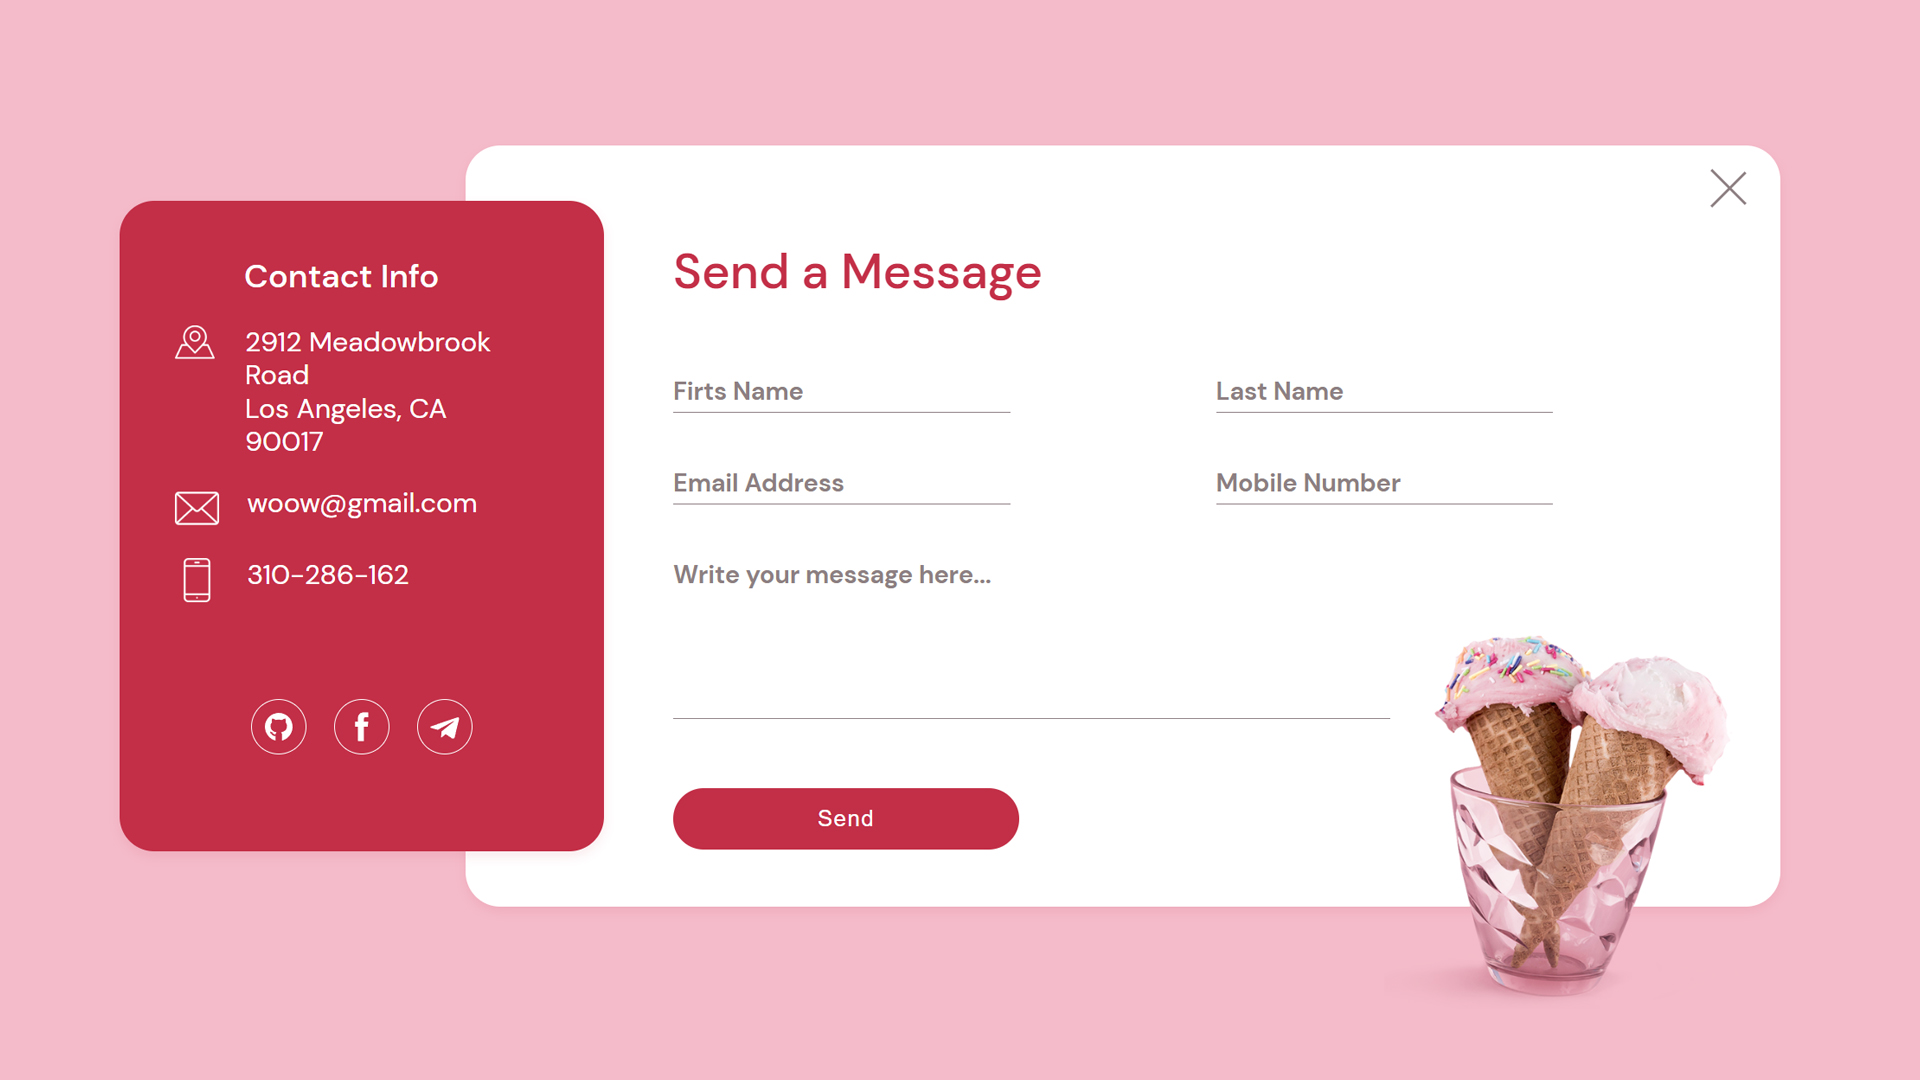 Contact Info
2912 Meadowbrook
Road
Los Angeles, CA
90017
woow@gmail.com
310-286-162
Send a Message
Firts Name
Last Name
Email Address
Mobile Number
Write your message here...
Send